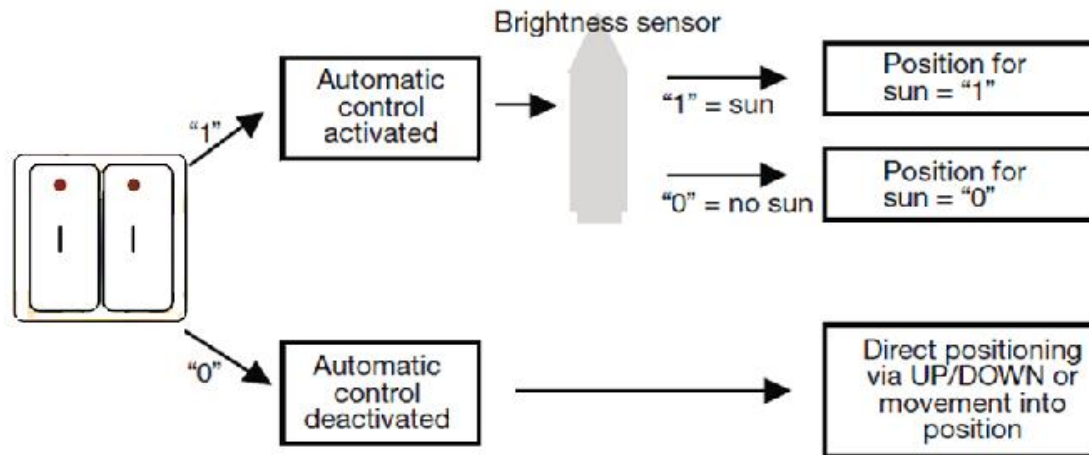 Brightness sensor
Automatic
control
activated
“1”
“1” = sun
Position for
sun = “1”
“0” = no sun
Position for
sun = “0”
“0”
Automatic
control
deactivated
Direct positioning
via UP/DOWN or
movement into
position